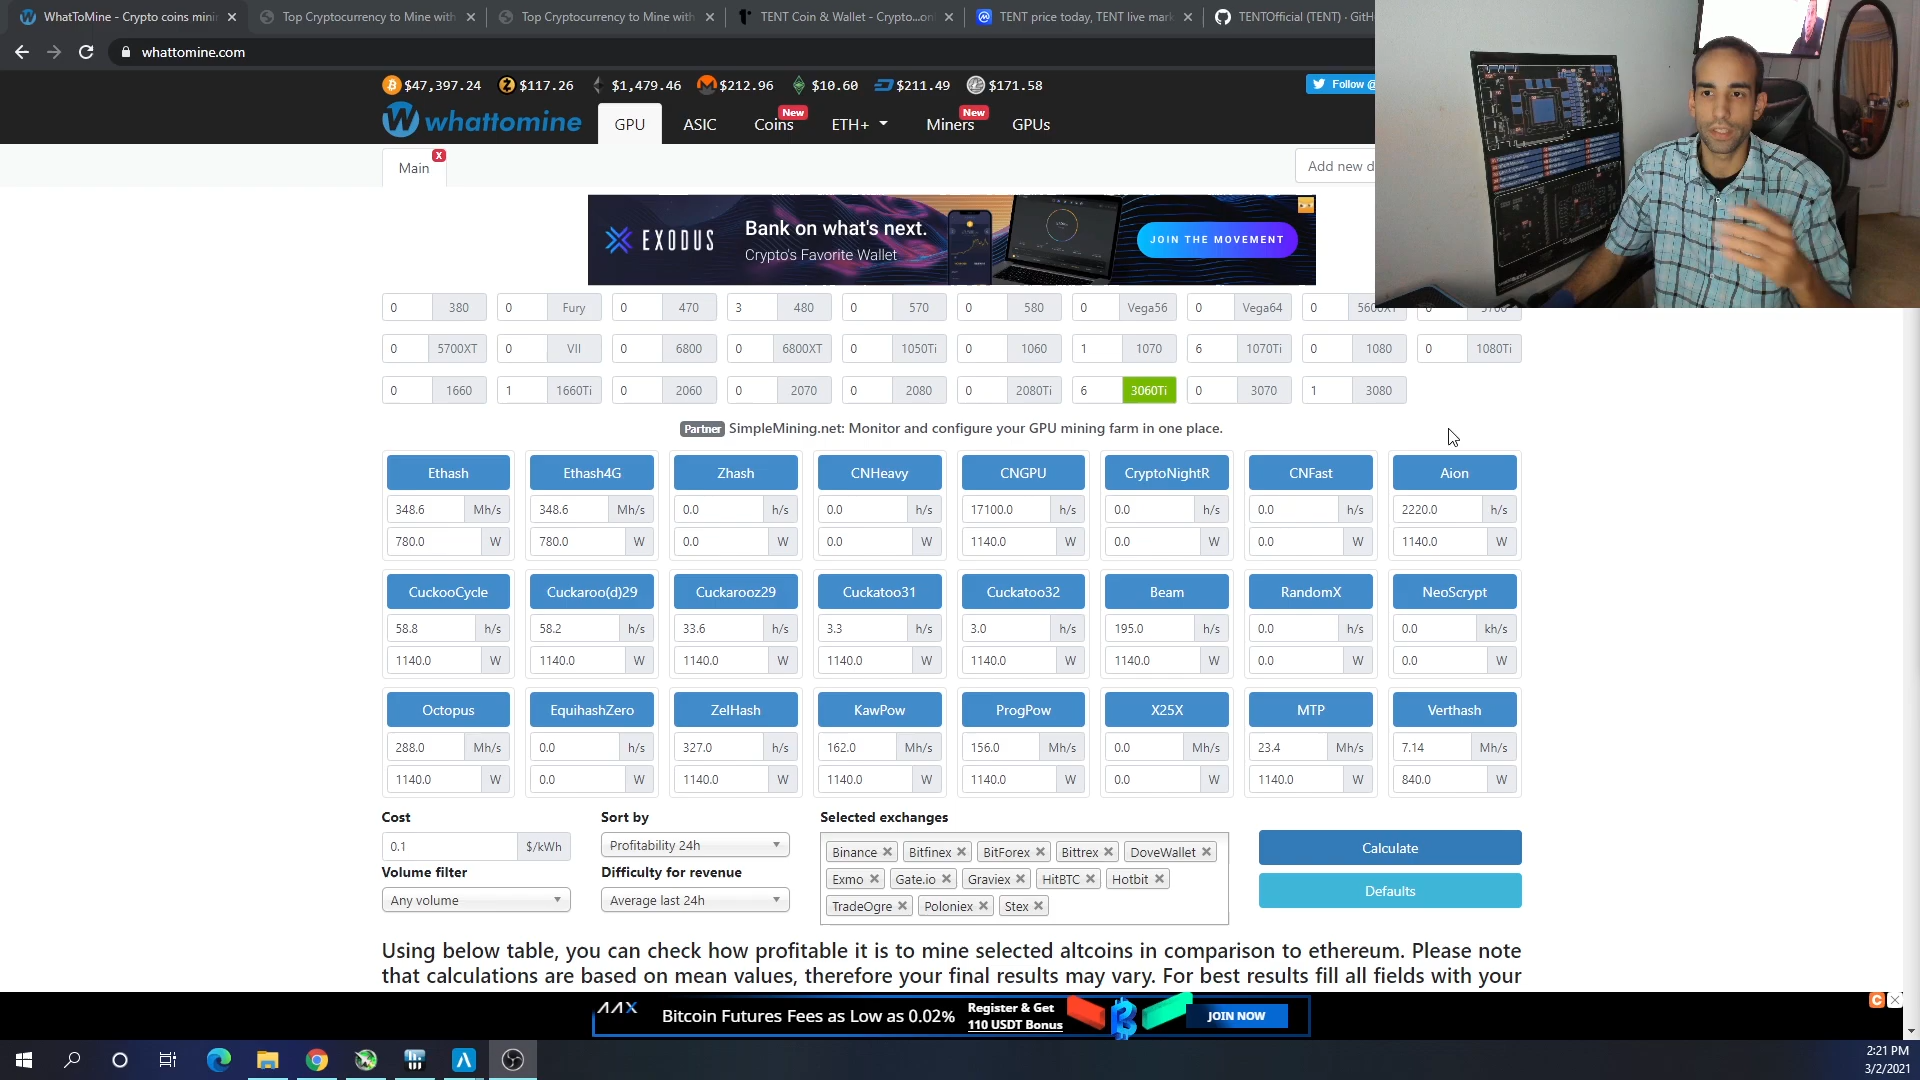 WhatToMine - Crypto coins mini
Top Cryptocurrency to Mine with
Top Cryptocurrency to Mine with
TENT Coin & Wallet - Crypto...on
TENT price today, TENT live mark
TENTOfficial (TENT) · GitH
whattomine.com
$47,397.24 $117.26 $1,479.46 $212.96 $10.60 $211.49 $171.58
Follow @
whattomine GPU ASIC Coins New ETH+ Miners New GPUs
Main x
Add new d
EXODUS
Bank on what's next.
Crypto's Favorite Wallet
JOIN THE MOVEMENT
0 380 0 Fury 0 470 3 480 0 570 0 580 0 Vega56 0 Vega64 0
0 5700XT 0 VII 0 6800 0 6800XT 0 1050Ti 0 1060 1 1070 6 1070Ti 0 1080 0 1080Ti
0 1660 1 1660Ti 0 2060 0 2070 0 2080 0 2080Ti 6 3060Ti 0 3070 1 3080
Partner SimpleMining.net: Monitor and configure your GPU mining farm in one place.
Ethash Ethash4G Zhash CNHeavy CNGPU CryptoNightR CNFast Aion
348.6 Mh/s 348.6 Mh/s 0.0 h/s 0.0 h/s 17100.0 h/s 0.0 h/s 0.0 h/s 2220.0 h/s
780.0 W 780.0 W 0.0 W 0.0 W 1140.0 W 0.0 W 0.0 W 1140.0 W
CuckooCycle Cuckaroo(d)29 Cuckarooz29 Cuckatoo31 Cuckatoo32 Beam RandomX NeoScrypt
58.8 h/s 58.2 h/s 33.6 h/s 3.3 h/s 3.0 h/s 195.0 h/s 0.0 h/s 0.0 kh/s
1140.0 W 1140.0 W 1140.0 W 1140.0 W 1140.0 W 1140.0 W 0.0 W 0.0 W
Octopus EquihashZero ZelHash KawPow ProgPow X25X MTP Verthash
288.0 Mh/s 0.0 h/s 327.0 h/s 162.0 Mh/s 156.0 Mh/s 0.0 Mh/s 23.4 Mh/s 7.14 Mh/s
1140.0 W 0.0 W 1140.0 W 1140.0 W 1140.0 W 0.0 W 1140.0 W 840.0 W
Cost
0.1 $/kWh
Volume filter
Any volume
Sort by
Profitability 24h
Difficulty for revenue
Average last 24h
Selected exchanges
Binance Bitfinex BitForex Bittrex DoveWallet
Exmo Gate.io Graviex HitBTC Hotbit
TradeOgre Poloniex Stex
Calculate
Defaults
Using below table, you can check how profitable it is to mine selected altcoins in comparison to ethereum. Please note
that calculations are based on mean values, therefore your final results may vary. For best results fill all fields with your
AAX
Bitcoin Futures Fees as Low as 0.02%
Register & Get
110 USDT Bonus
JOIN NOW
2:21 PM
3/2/2021